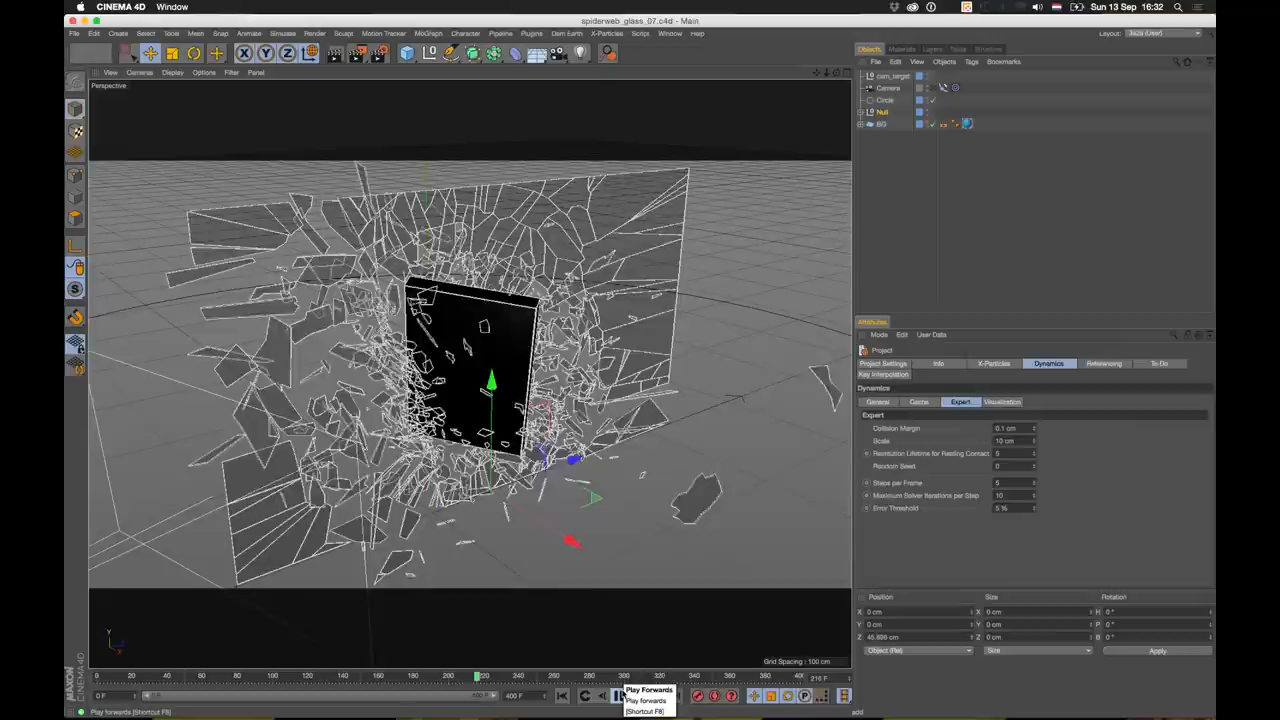 CINEMA 4D Window
Sun 13 Sep 16:32
spiderweb_glass_07.c4d - Main
File Edit Create Select Tools Mesh Snap Animate Simulate Render Sculpt Motion Tracker MoGraph Character Pipeline Plugins X-Particles Script Window Help
Layout:
X Y Z
View Cameras Display Options Filter Panel
Perspective
Objects Materials Layers Structure
File Edit View Objects Tags Bookmarks
cam_target
Camera
Circle
Null
BG
Attributes
Mode Edit User Data
Project
Project Settings Info X-Particles Dynamics Referencing To-Do
Key Interpolation
Dynamics
General Cache Expert Visualization
Expert
Collision Margin 0.1 cm
Scale 10 cm
Restitution Lifetime for Resting Contact 5
Random Seed 0
Steps per Frame 5
Maximum Solver Iterations per Step 10
Error Threshold 5 %
Position Size Rotation
X 0 cm X 0 cm H 0 °
Y 0 cm Y 0 cm P 0 °
Z 45.896 cm Z 0 cm B 0 °
Object (Rel) Size Apply
Y
Grid Spacing : 100 cm
0 20 40 60 80 100 120 140 160 180 200 220 240 260 280 300 320 340 360 380 400
216 F
0 F 0 F 400 F 400 F
Play Forwards
Play forwards
[Shortcut F8]
MAXON
CINEMA 4D
Play forwards [Shortcut F8]
add